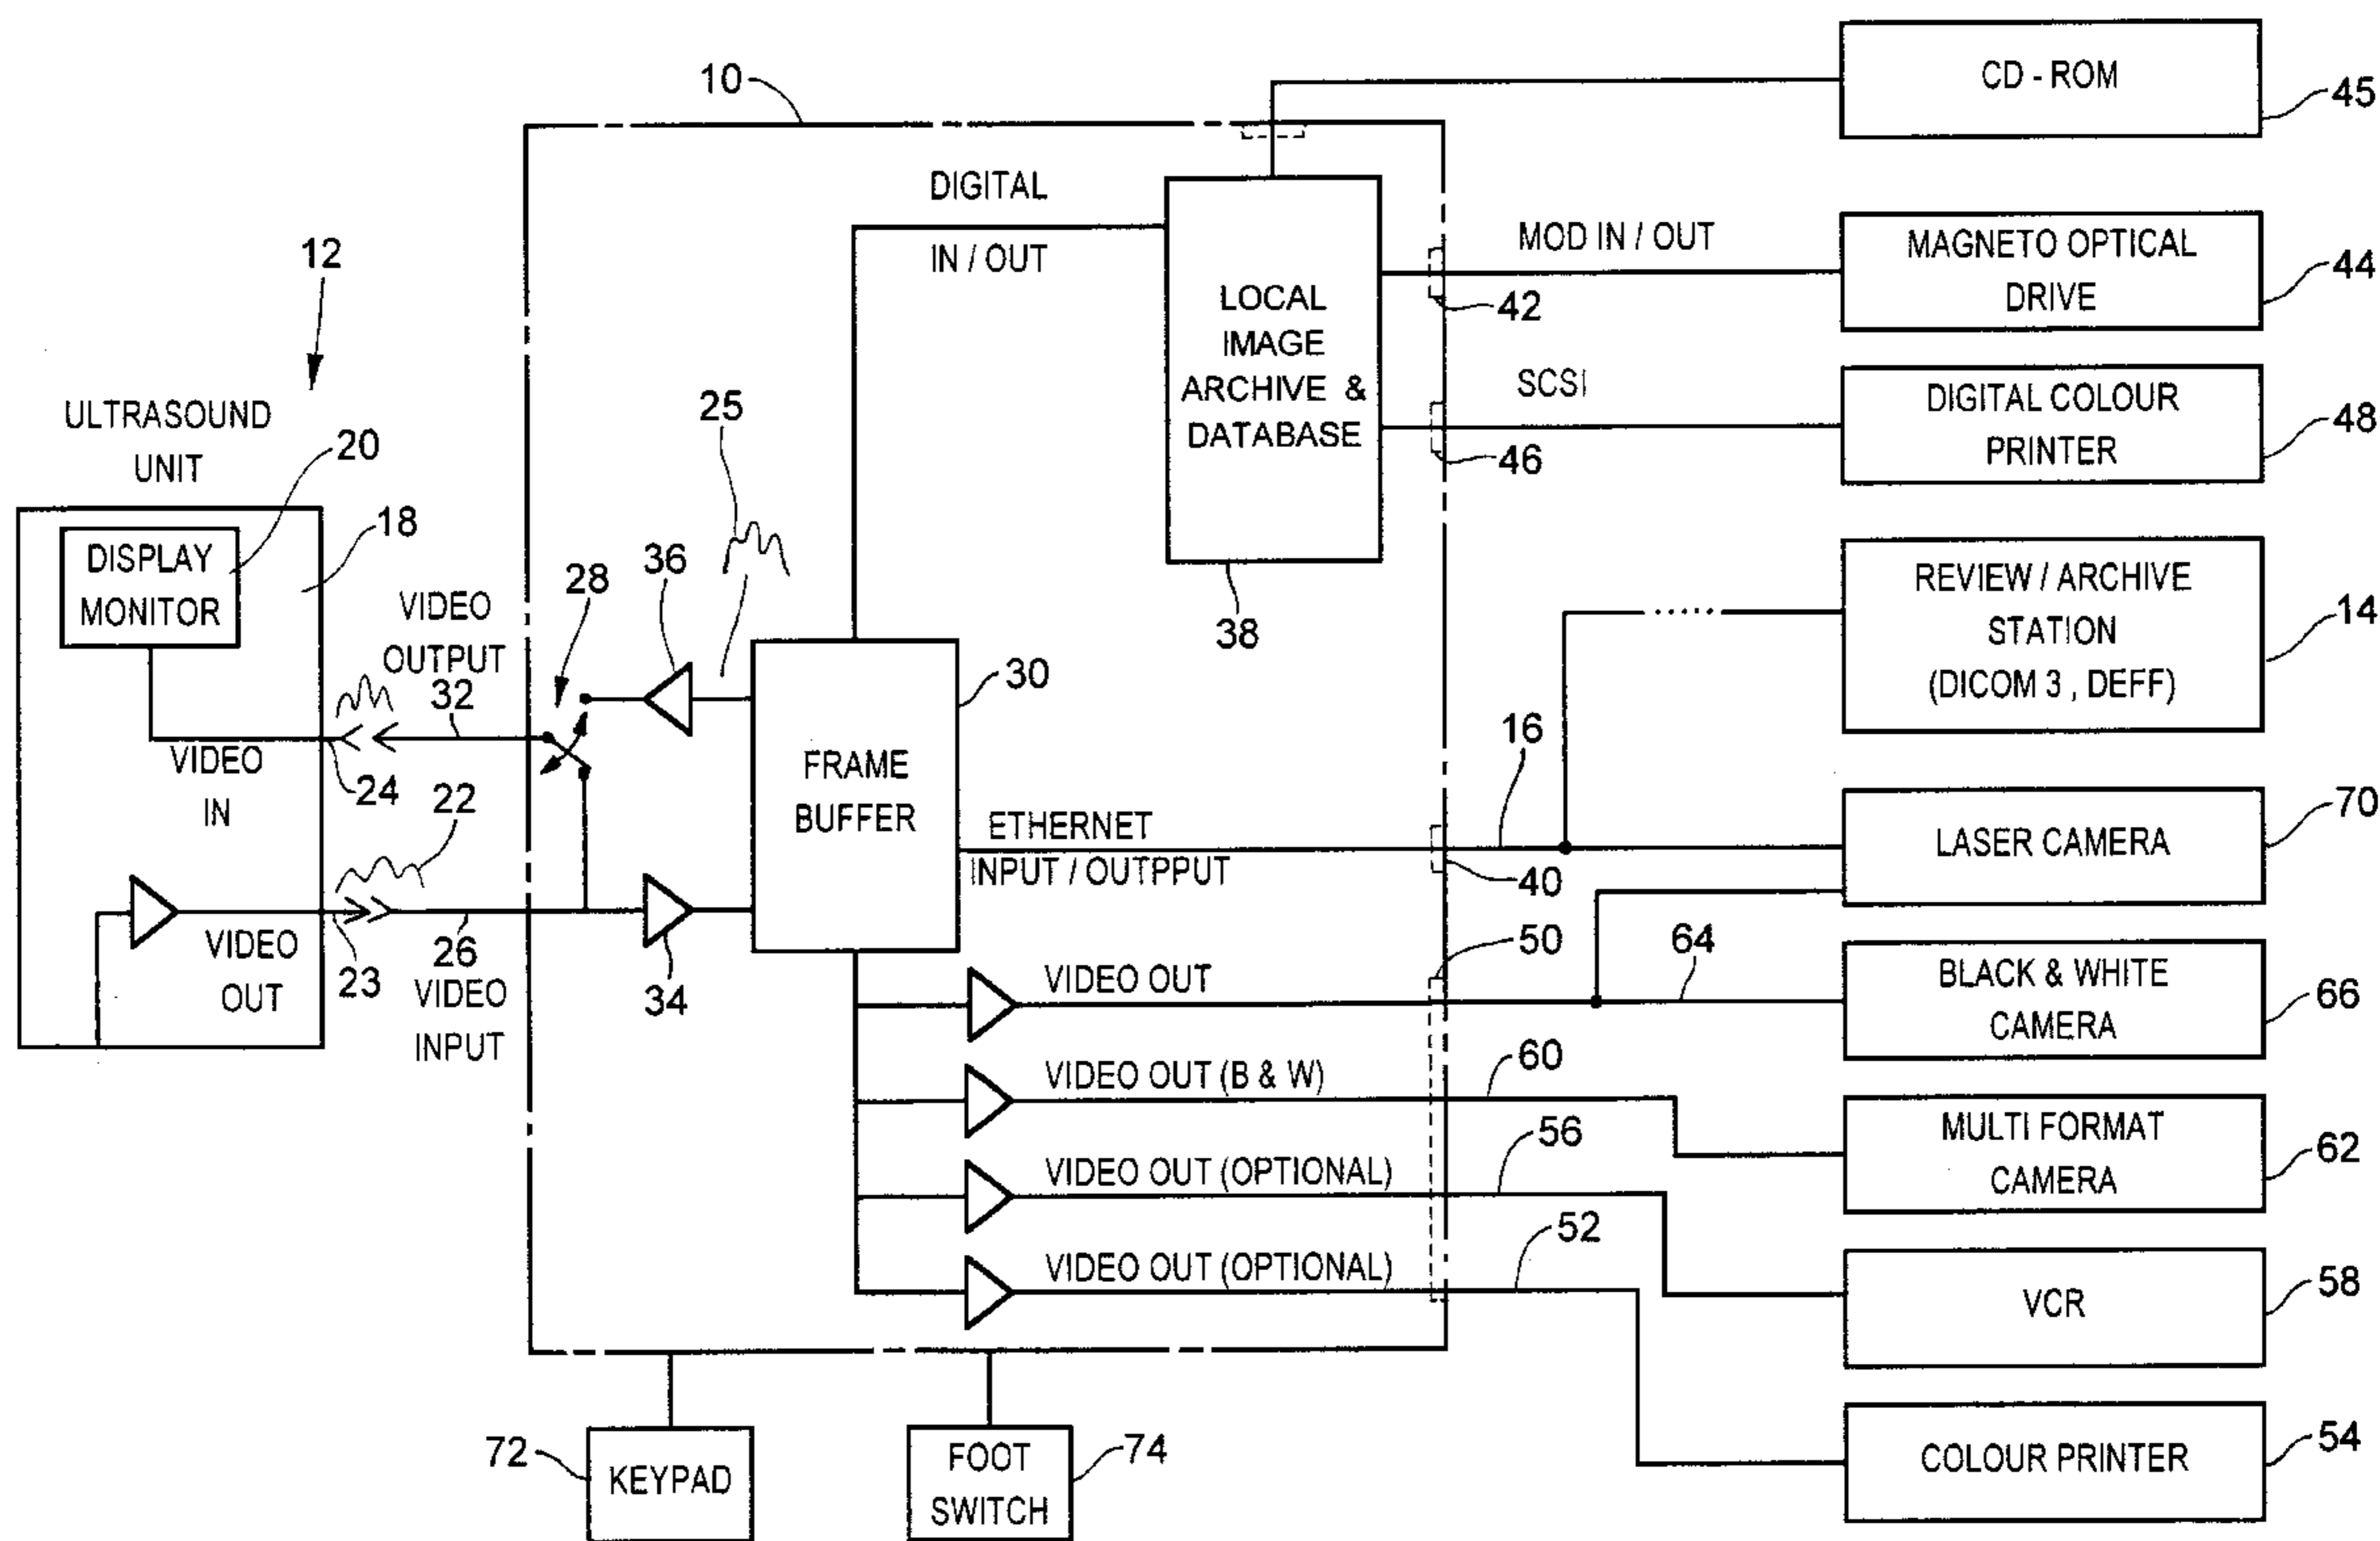 CD - ROM
45
10
DIGITAL
IN / OUT
MOD IN / OUT
MAGNETO OPTICAL
DRIVE
44
12
LOCAL
IMAGE
ARCHIVE &
DATABASE
42
SCSI
DIGITAL COLOUR
PRINTER
48
46
38
ULTRASOUND
UNIT
20
18
DISPLAY
MONITOR
25
28
36
VIDEO
OUTPUT
32
30
REVIEW / ARCHIVE
STATION
(DICOM 3 , DEFF)
14
VIDEO
IN
24
22
FRAME
BUFFER
16
ETHERNET
INPUT / OUTPPUT
40
LASER CAMERA
70
VIDEO
OUT
23
26
VIDEO
INPUT
34
50
VIDEO OUT
64
BLACK & WHITE
CAMERA
66
VIDEO OUT (B & W)
60
MULTI FORMAT
CAMERA
62
VIDEO OUT (OPTIONAL)
56
VCR
58
VIDEO OUT (OPTIONAL)
52
COLOUR PRINTER
54
72
KEYPAD
FOOT
SWITCH
74